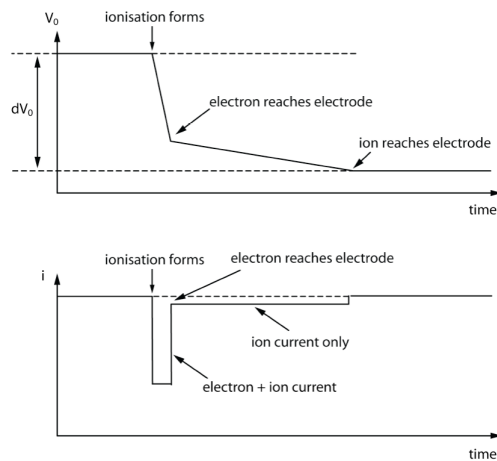 V₀
ionisation forms
electron reaches electrode
dV₀
ion reaches electrode
time
ionisation forms
electron reaches electrode
i
ion current only
electron + ion current
time